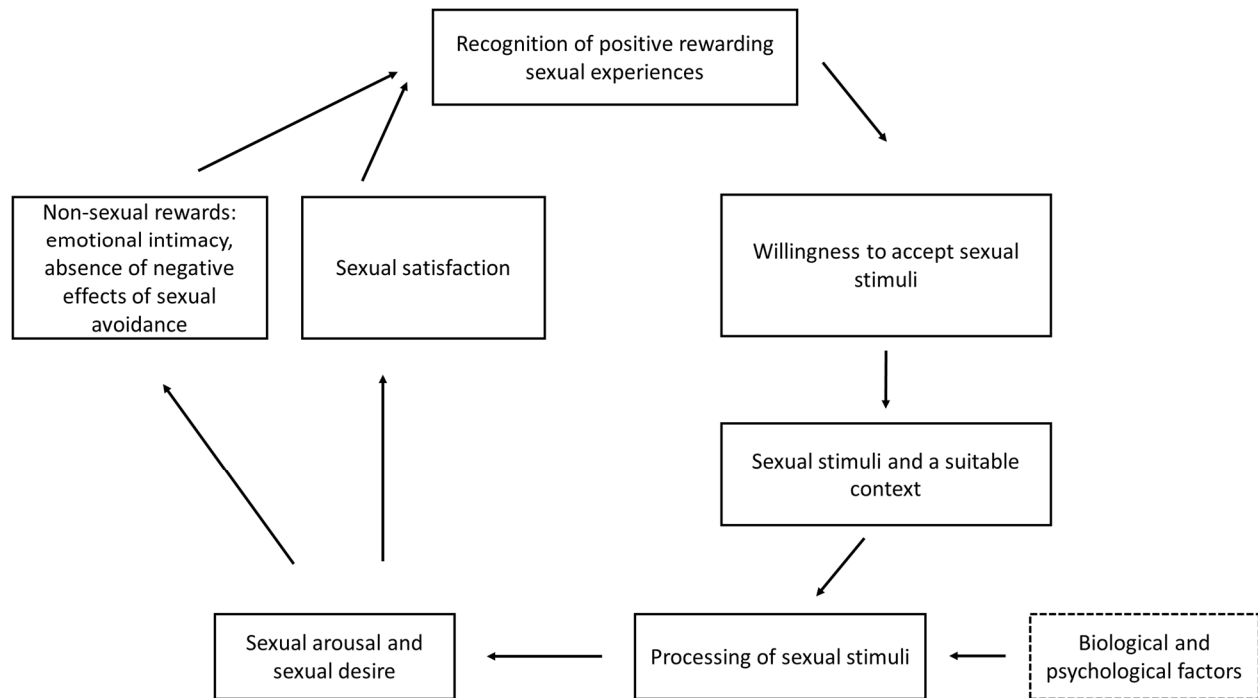 Recognition of positive rewarding
sexual experiences
Non-sexual rewards:
emotional intimacy,
absence of negative
effects of sexual
avoidance
Sexual satisfaction
Willingness to accept sexual
stimuli
Sexual stimuli and a suitable
context
Sexual arousal and
sexual desire
Processing of sexual stimuli
Biological and
psychological factors